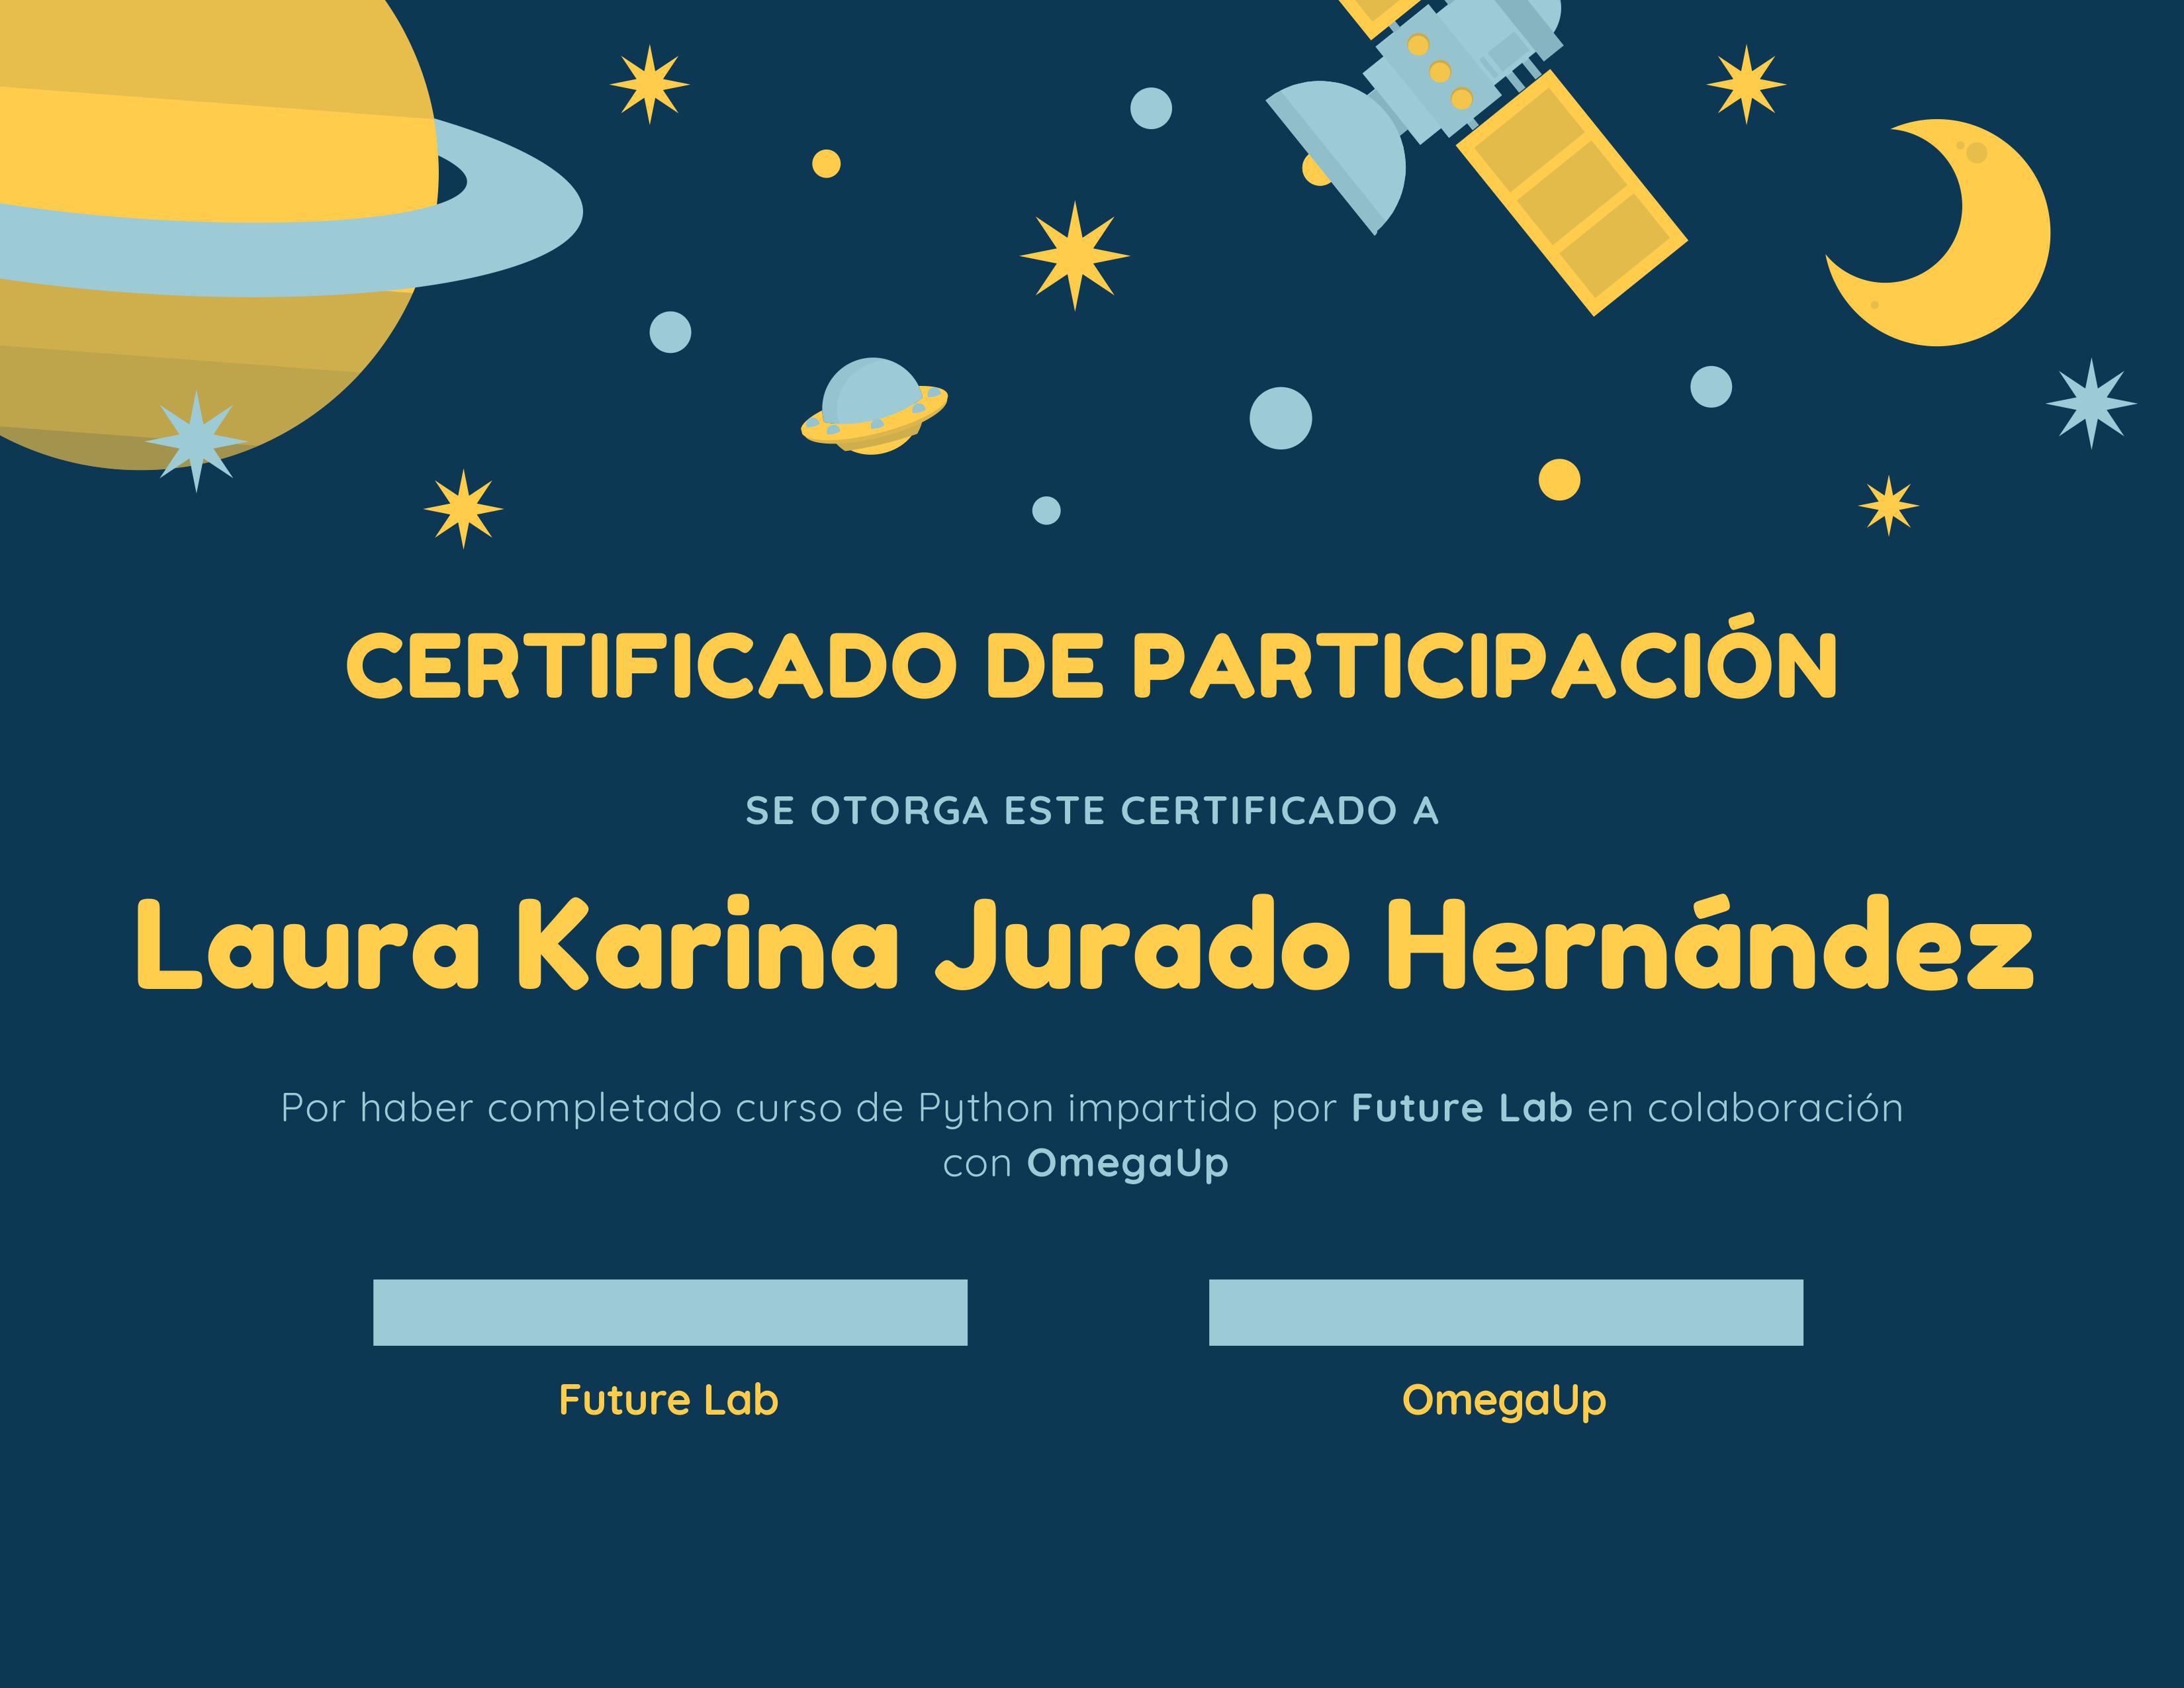 CERTIFICADO DE PARTICIPACIÓN
SE OTORGA ESTE CERTIFICADO A
Laura Karina Jurado Hernández
Por haber completado curso de Python impartido por Future Lab en colaboración
con OmegaUp
Future Lab
OmegaUp